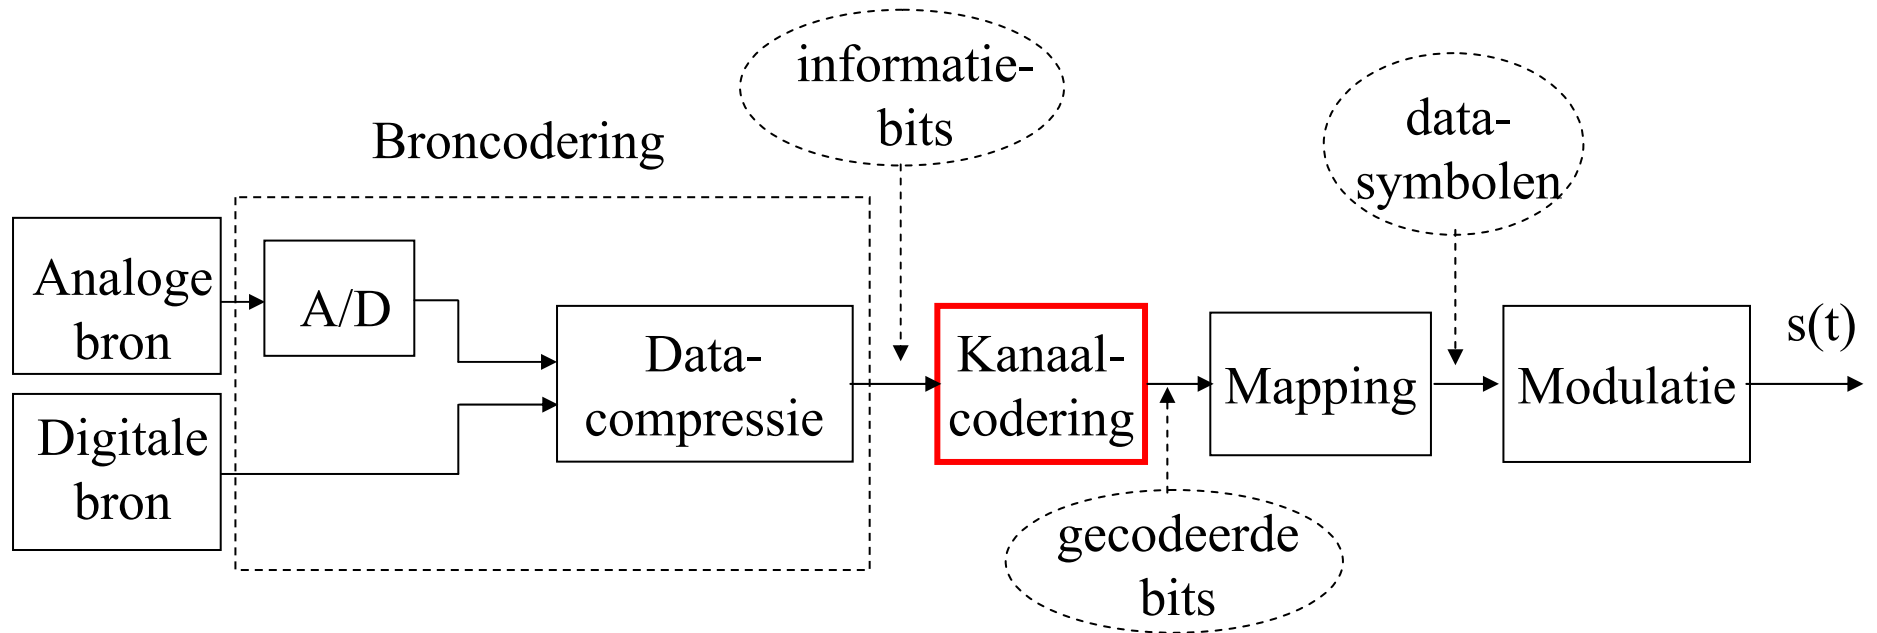 informatie-
bits
data-
symbolen
Broncodering
Analoge
bron
A/D
Data-
compressie
Kanaal-
codering
Mapping
Modulatie
s(t)
Digitale
bron
gecodeerde
bits